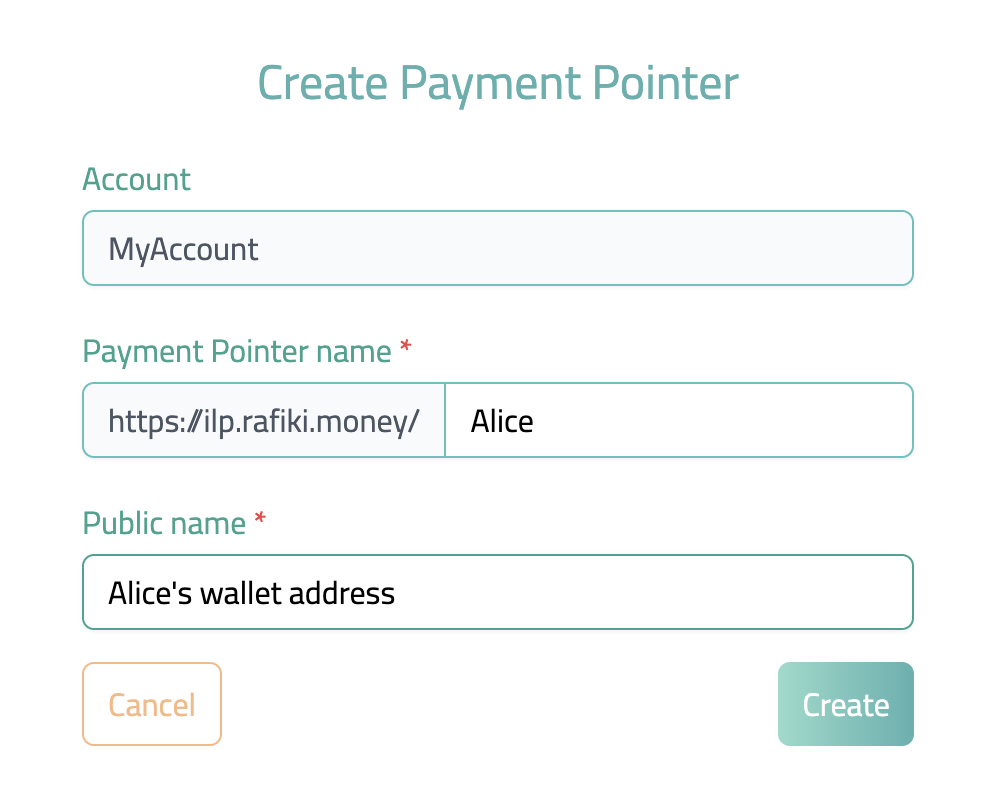 Create Payment Pointer
Account
MyAccount
Payment Pointer name *
https://ilp.rafiki.money/ Alice
Public name *
Alice's wallet address
Cancel Create